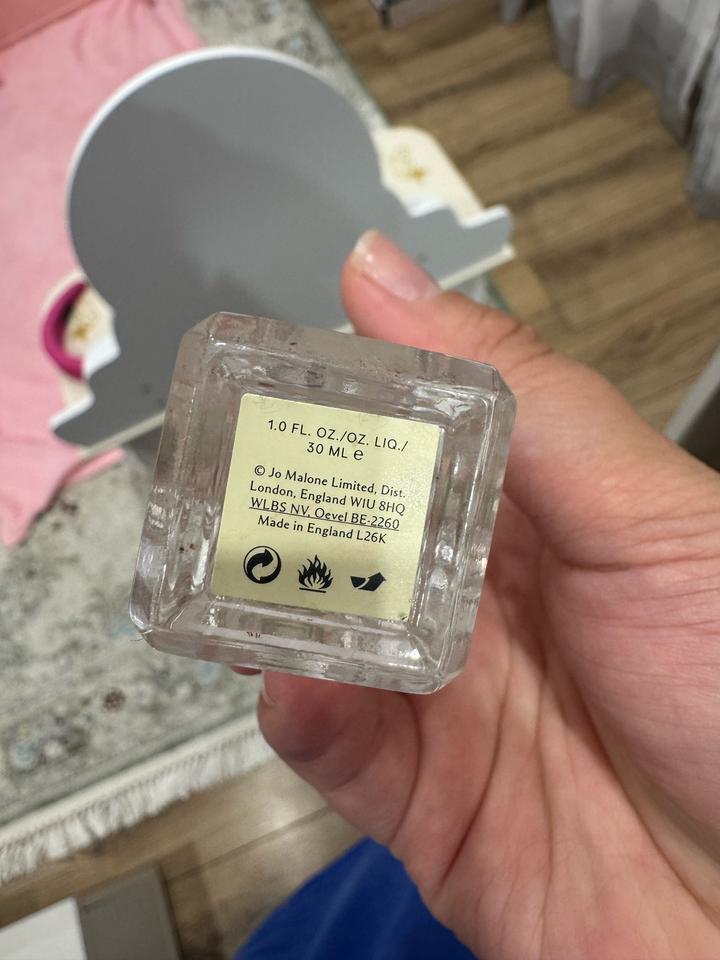 1.0 FL. OZ./OZ. LIQ./
30 ML e
© Jo Malone Limited, Dist.
London, England WIU 8HQ
WLBS NV, Oevel BE-2260
Made in England L26K